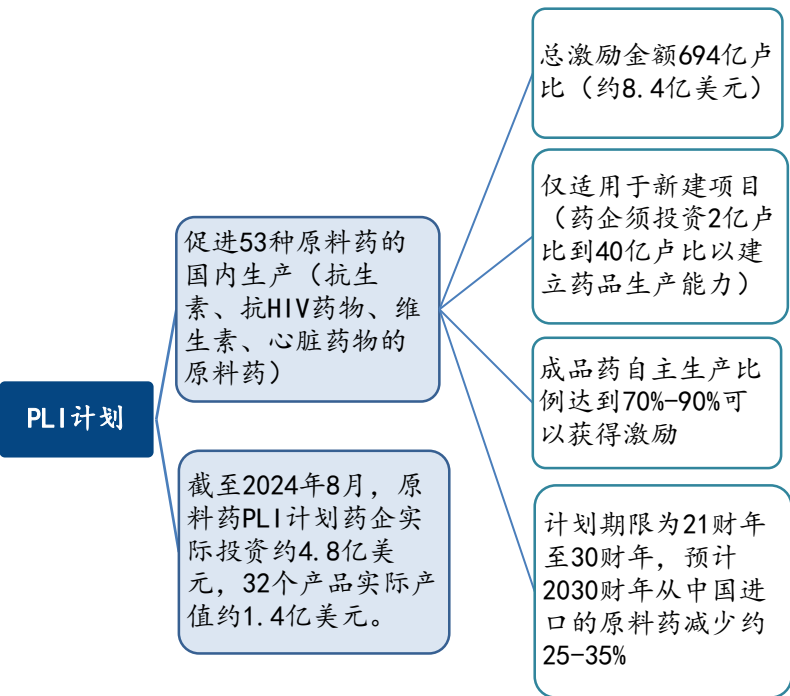 PLI计划
促进53种原料药的
国内生产（抗生
素、抗HIV药物、维
生素、心脏药物的
原料药）
截至2024年8月，原
料药PLI计划药企实
际投资约4.8亿美
元，32个产品实际产
值约1.4亿美元。
总激励金额694亿卢
比（约8.4亿美元）
仅适用于新建项目
（药企须投资2亿卢
比到40亿卢比以建
立药品生产能力）
成品药自主生产比
例达到70%-90%可
以获得激励
计划期限为21财年
至30财年，预计
2030财年从中国进
口的原料药减少约
25-35%